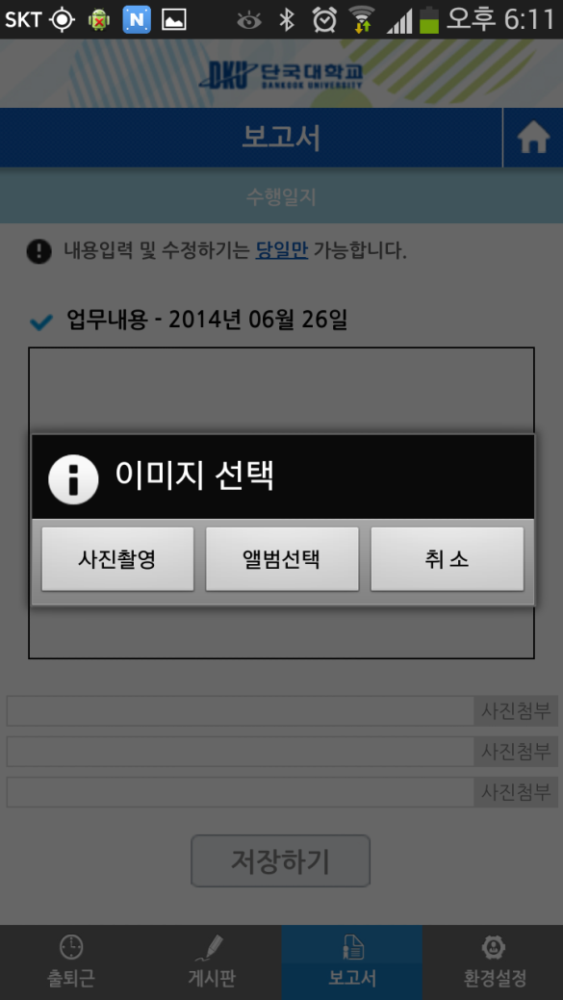 SKT N 오후 6:11
DKU 단국대학교
DANKOOK UNIVERSITY
보고서
수행일지
내용입력 및 수정하기는 당일만 가능합니다.
업무내용 - 2014년 06월 26일
이미지 선택
사진촬영 앨범선택 취 소
사진첨부
사진첨부
사진첨부
저장하기
출퇴근 게시판 보고서 환경설정